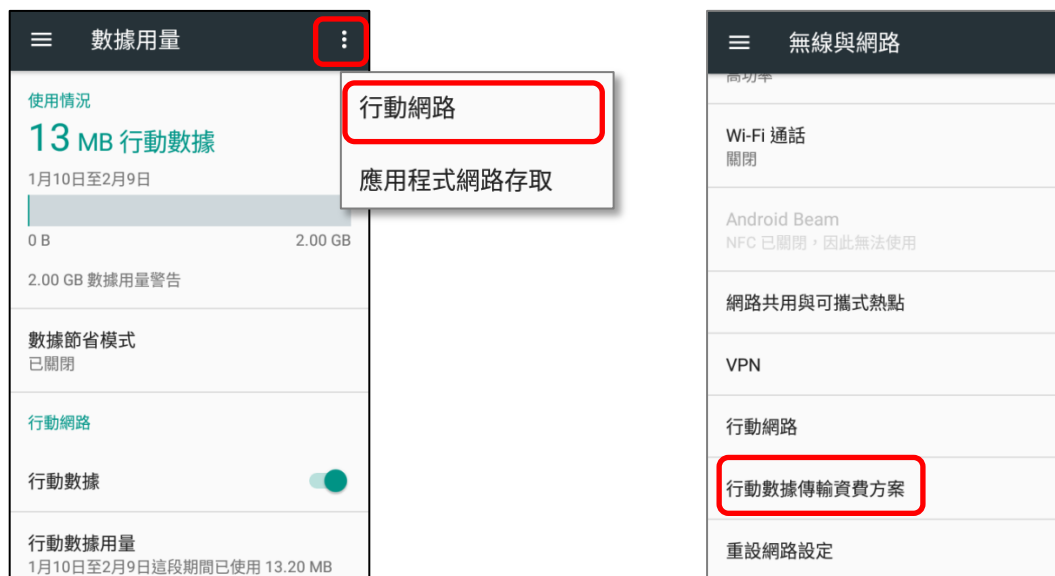 數據用量
行動網路
應用程式網路存取
使用情況
13 MB 行動數據
1月10日至2月9日
0 B 2.00 GB
2.00 GB 數據用量警告
數據節省模式
已關閉
行動網路
行動數據
行動數據用量
1月10日至2月9日這段期間已使用 13.20 MB
無線與網路
高功率
Wi-Fi 通話
關閉
Android Beam
NFC 已關閉，因此無法使用
網路共用與可攜式熱點
VPN
行動網路
行動數據傳輸資費方案
重設網路設定